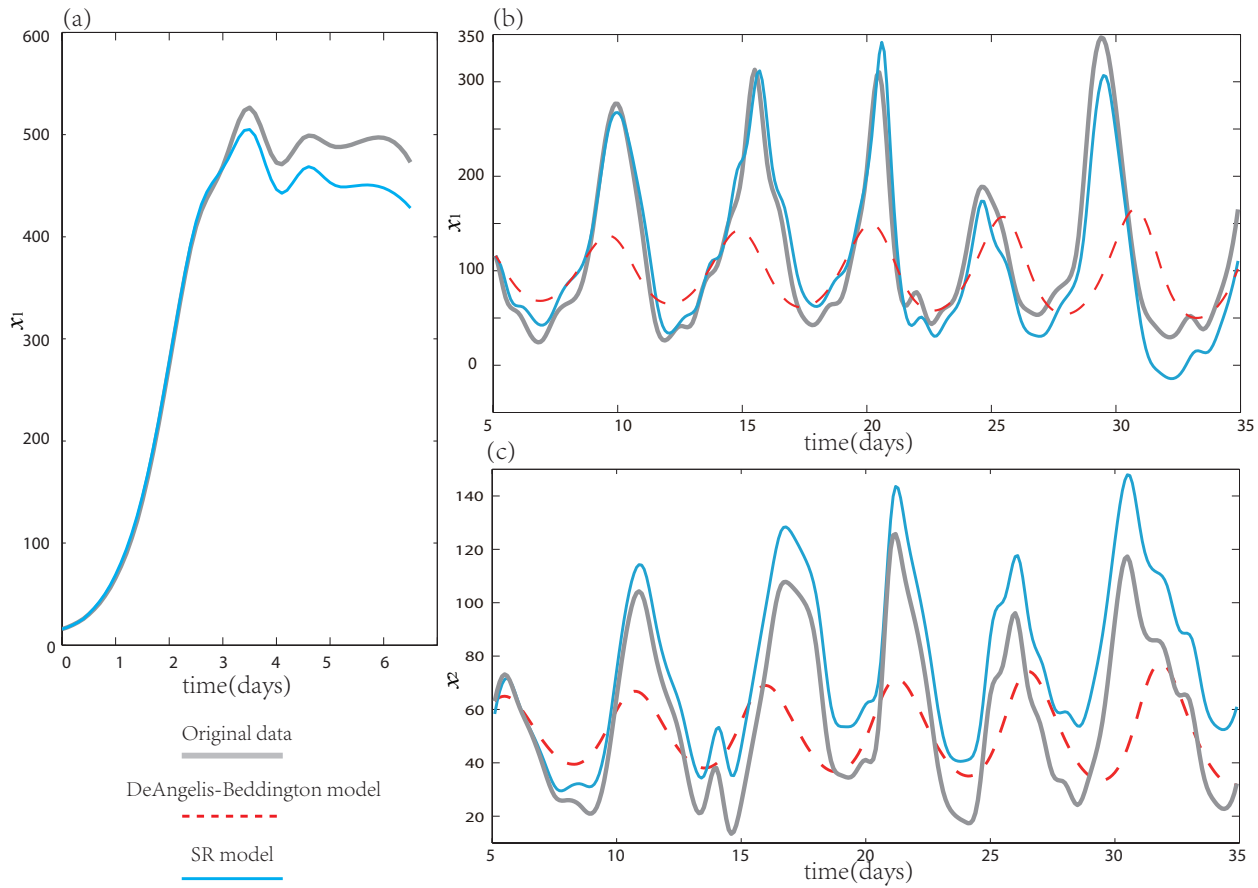 (a)
600
500
400
300
200
100
0
x1
0 1 2 3 4 5 6
time(days)
Original data
DeAngelis-Beddington model
SR model
(b)
350
300
200
100
0
x1
5 10 15 20 25 30 35
time(days)
(c)
140
120
100
80
60
40
20
x2
5 10 15 20 25 30 35
time(days)